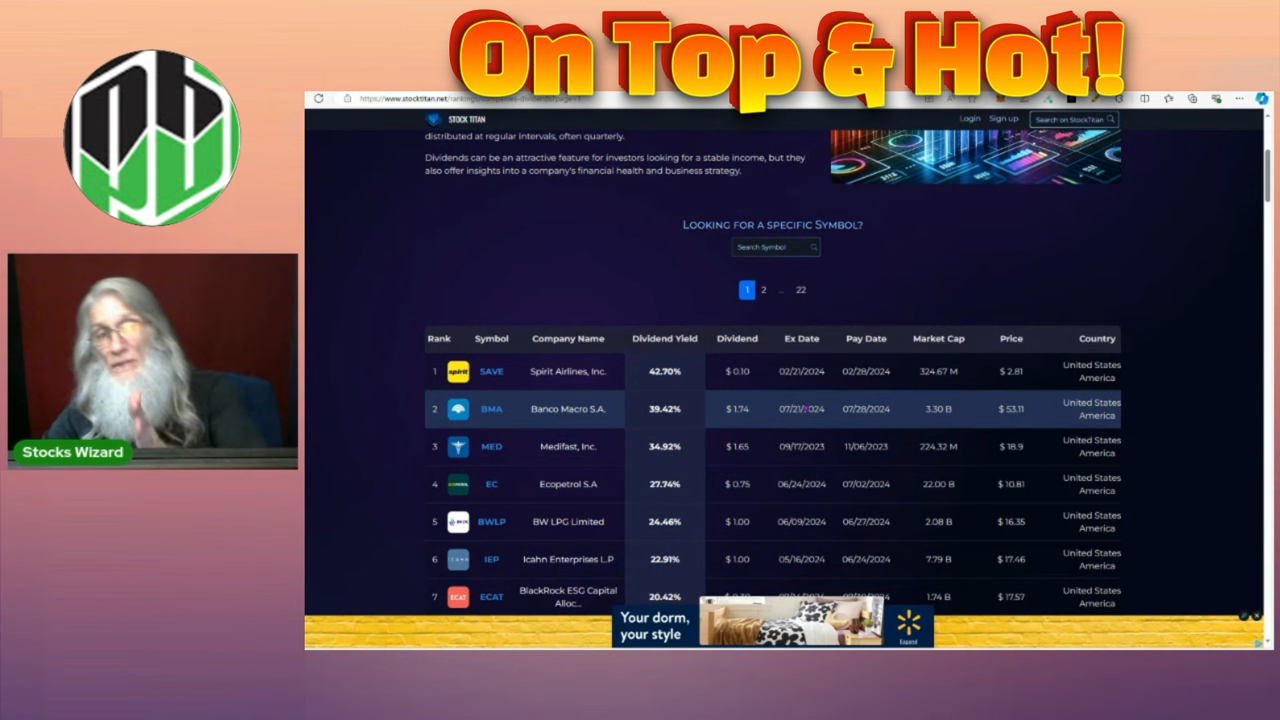 On Top & Hot!
STOCK TITAN
Login
Sign up
Search on StockTitan
distributed at regular intervals, often quarterly.
Dividends can be an attractive feature for investors looking for a stable income, but they
also offer insights into a company's financial health and business strategy.
LOOKING FOR A SPECIFIC SYMBOL?
Search Symbol
1 2 ... 22
Rank Symbol Company Name Dividend Yield Dividend Ex Date Pay Date Market Cap Price Country
1 spirit SAVE Spirit Airlines, Inc. 42.70% $ 0.10 02/21/2024 02/28/2024 324.67 M $ 2.81 United States
America
2 BMA Banco Macro S.A. 39.42% $ 1.74 07/21/2024 07/28/2024 3.30 B $ 53.11 United States
America
3 MED Medifast, Inc. 34.92% $ 1.65 09/17/2023 11/06/2023 224.32 M $ 18.9 United States
America
4 EC Ecopetrol S.A 27.74% $ 0.75 06/24/2024 07/02/2024 22.00 B $ 10.81 United States
America
5 BWLP BW LPG Limited 24.46% $ 1.00 06/09/2024 06/27/2024 2.08 B $ 16.35 United States
America
6 IEP Icahn Enterprises L.P 22.91% $ 1.00 05/16/2024 06/24/2024 7.79 B $ 17.46 United States
America
7 ECAT ECAT BlackRock ESG Capital
Alloc... 20.42% 1.74 B $ 17.57 United States
America
Your dorm,
your style
Expand
Stocks Wizard